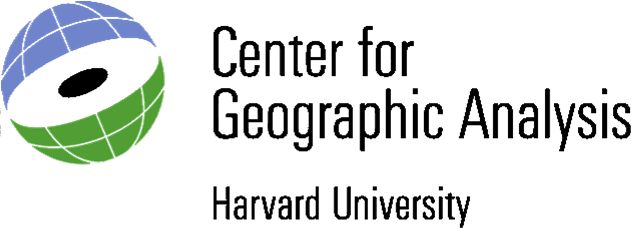 Center for
Geographic Analysis
Harvard University